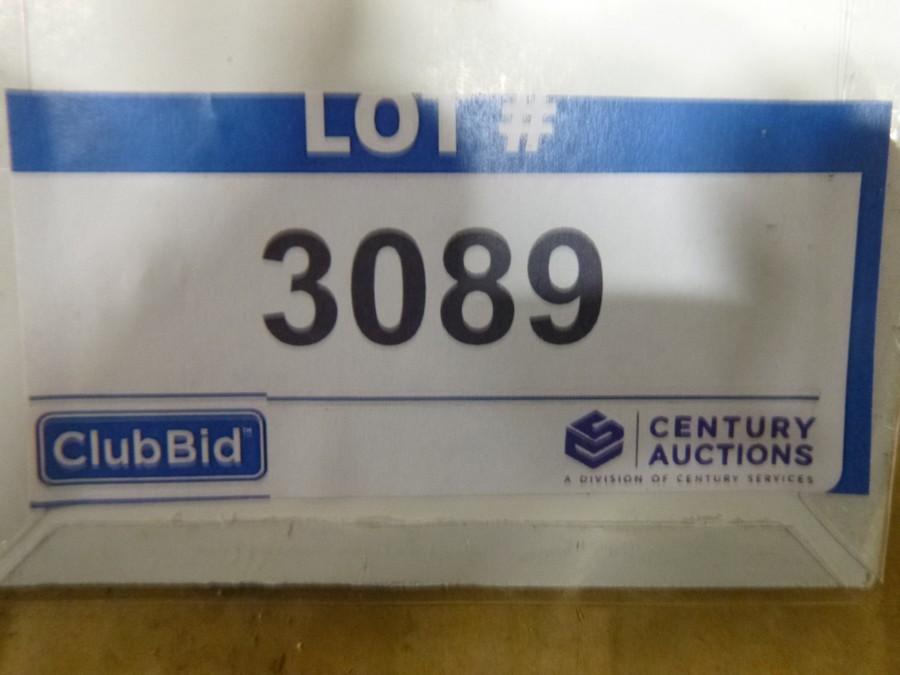 LOT #
3089
ClubBid™
CENTURY
AUCTIONS
A DIVISION OF CENTURY SERVICES